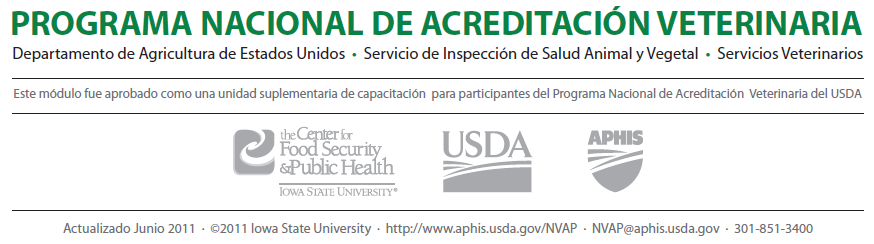 PROGRAMA NACIONAL DE ACREDITACIÓN VETERINARIA
Departamento de Agricultura de Estados Unidos • Servicio de Inspección de Salud Animal y Vegetal • Servicios Veterinarios
Este módulo fue aprobado como una unidad suplementaria de capacitación para participantes del Programa Nacional de Acreditación Veterinaria del USDA
the Center for
Food Security
&Public Health
IOWA STATE UNIVERSITY®
USDA
APHIS
Actualizado Junio 2011 · ©2011 Iowa State University · http://www.aphis.usda.gov/NVAP · NVAP@aphis.usda.gov · 301-851-3400